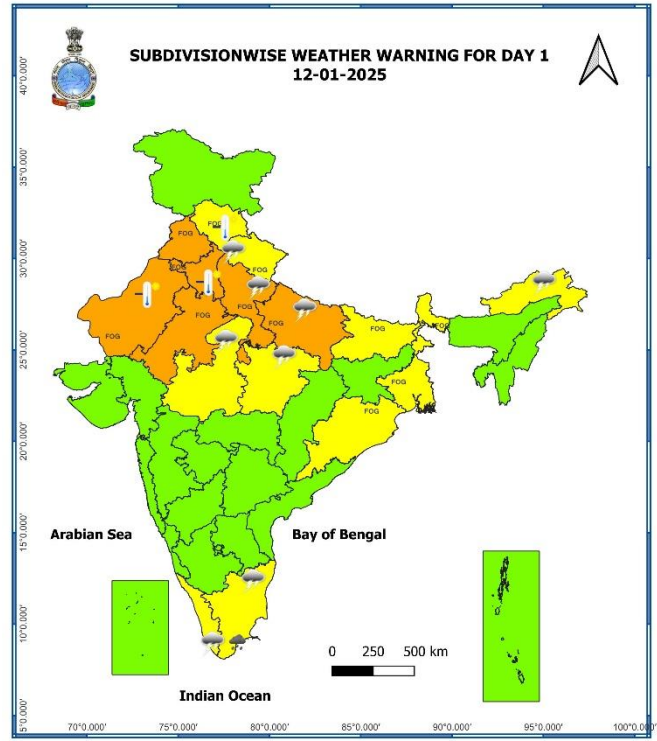 SUBDIVISIONWISE WEATHER WARNING FOR DAY 1
12-01-2025
40°0.000'
35°0.000'
30°0.000'
25°0.000'
20°0.000'
15°0.000'
10°0.000'
5°0.000'
FOG
FOG
FOG
FOG
FOG
FOG
FOG
FOG
FOG
FOG
FOG
FOG
Arabian Sea
Bay of Bengal
0 250 500 km
Indian Ocean
70°0.000' 75°0.000' 80°0.000' 85°0.000' 90°0.000' 95°0.000' 100°0.000'